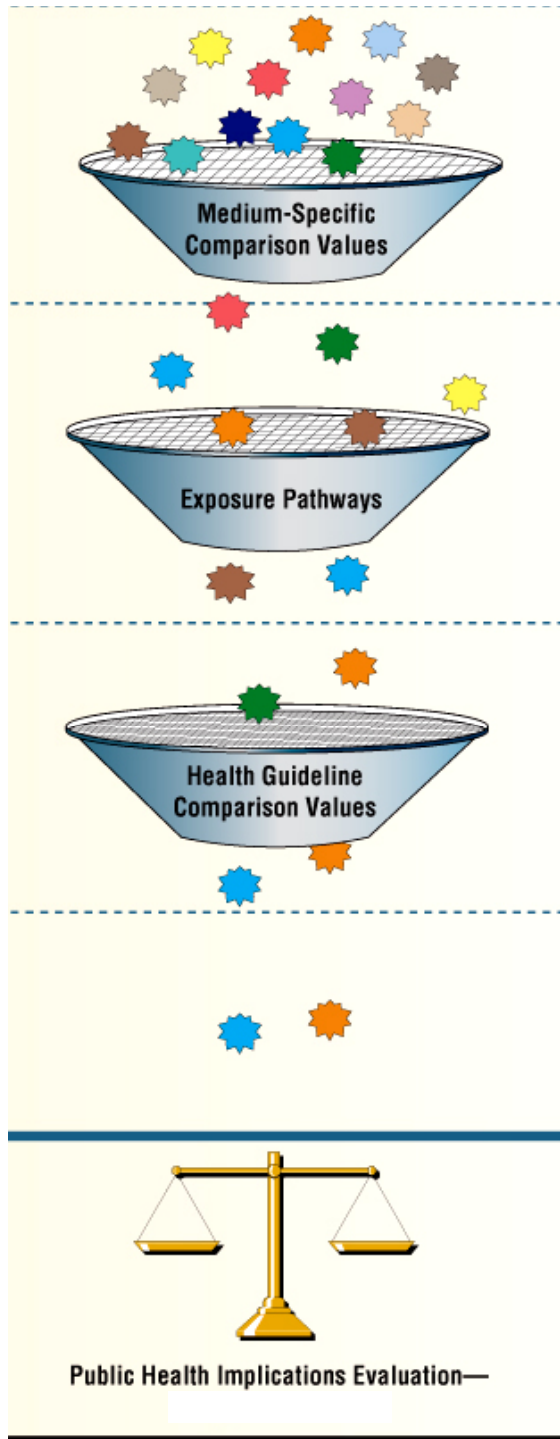 Medium-Specific
Comparison Values
Exposure Pathways
Health Guideline
Comparison Values
Public Health Implications Evaluation—